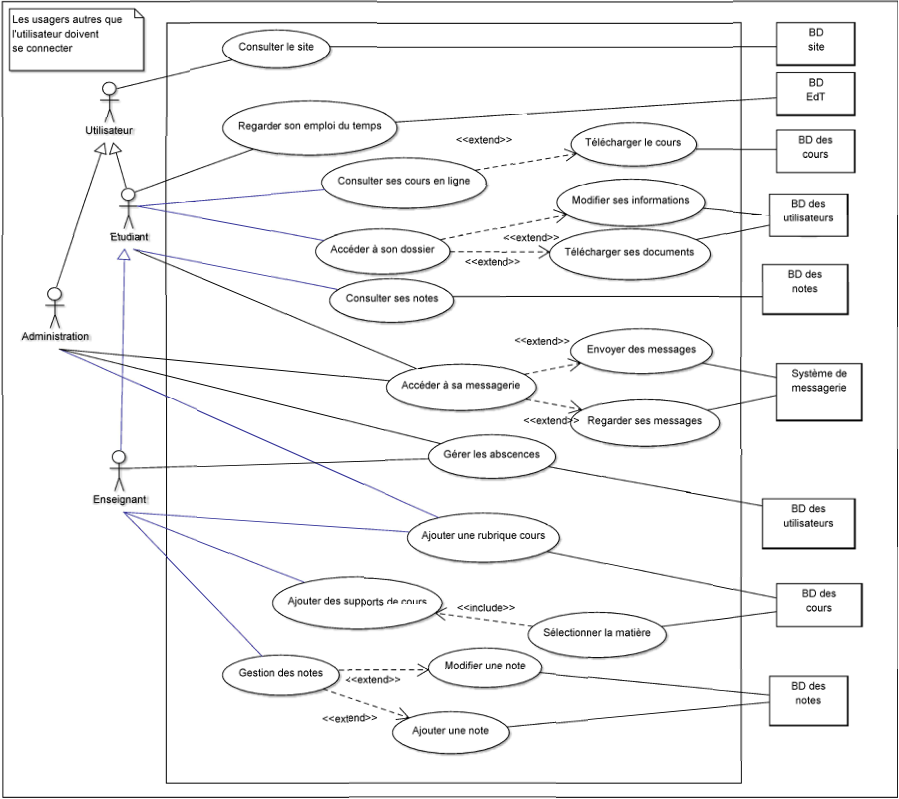 Les usagers autres que
l'utilisateur doivent
se connecter
Consulter le site
BD
site
Utilisateur
BD
EdT
Regarder son emploi du temps
<<extend>>
Télécharger le cours
BD des
cours
Consulter ses cours en ligne
Modifier ses informations
BD des
utilisateurs
Etudiant
Accéder à son dossier
<<extend>>
<<extend>>
Télécharger ses documents
Consulter ses notes
BD des
notes
Administration
<<extend>>
Envoyer des messages
Système de
messagerie
Accéder à sa messagerie
<<extend>>
Regarder ses messages
Gérer les abscences
Enseignant
BD des
utilisateurs
Ajouter une rubrique cours
Ajouter des supports de cours
<<include>>
Sélectionner la matière
BD des
cours
Gestion des notes
<<extend>>
Modifier une note
<<extend>>
Ajouter une note
BD des
notes